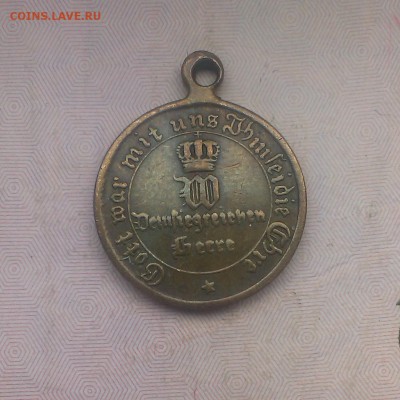 COINS.LAVE.RU
Gott war mit uns Ihm sei die Ehre
W
Dem siegreichen
Heere